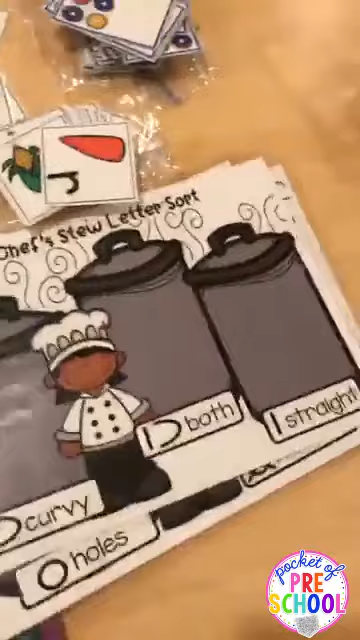 Chef's Stew Letter Sort
both
straight
curvy
holes
pocket of
PRE
SCHOOL